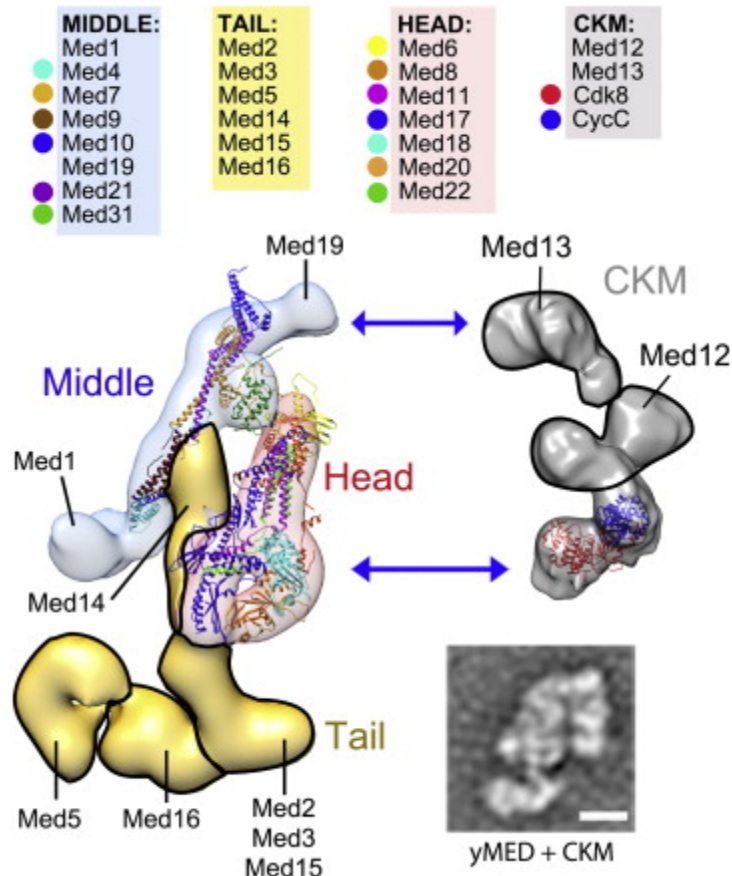 MIDDLE:
Med1
Med4
Med7
Med9
Med10
Med19
Med21
Med31
TAIL:
Med2
Med3
Med5
Med14
Med15
Med16
HEAD:
Med6
Med8
Med11
Med17
Med18
Med20
Med22
CKM:
Med12
Med13
Cdk8
CycC
Med19
Middle
Med1
Head
Med14
Tail
Med5
Med16
Med2
Med3
Med15
Med13
CKM
Med12
yMED + CKM